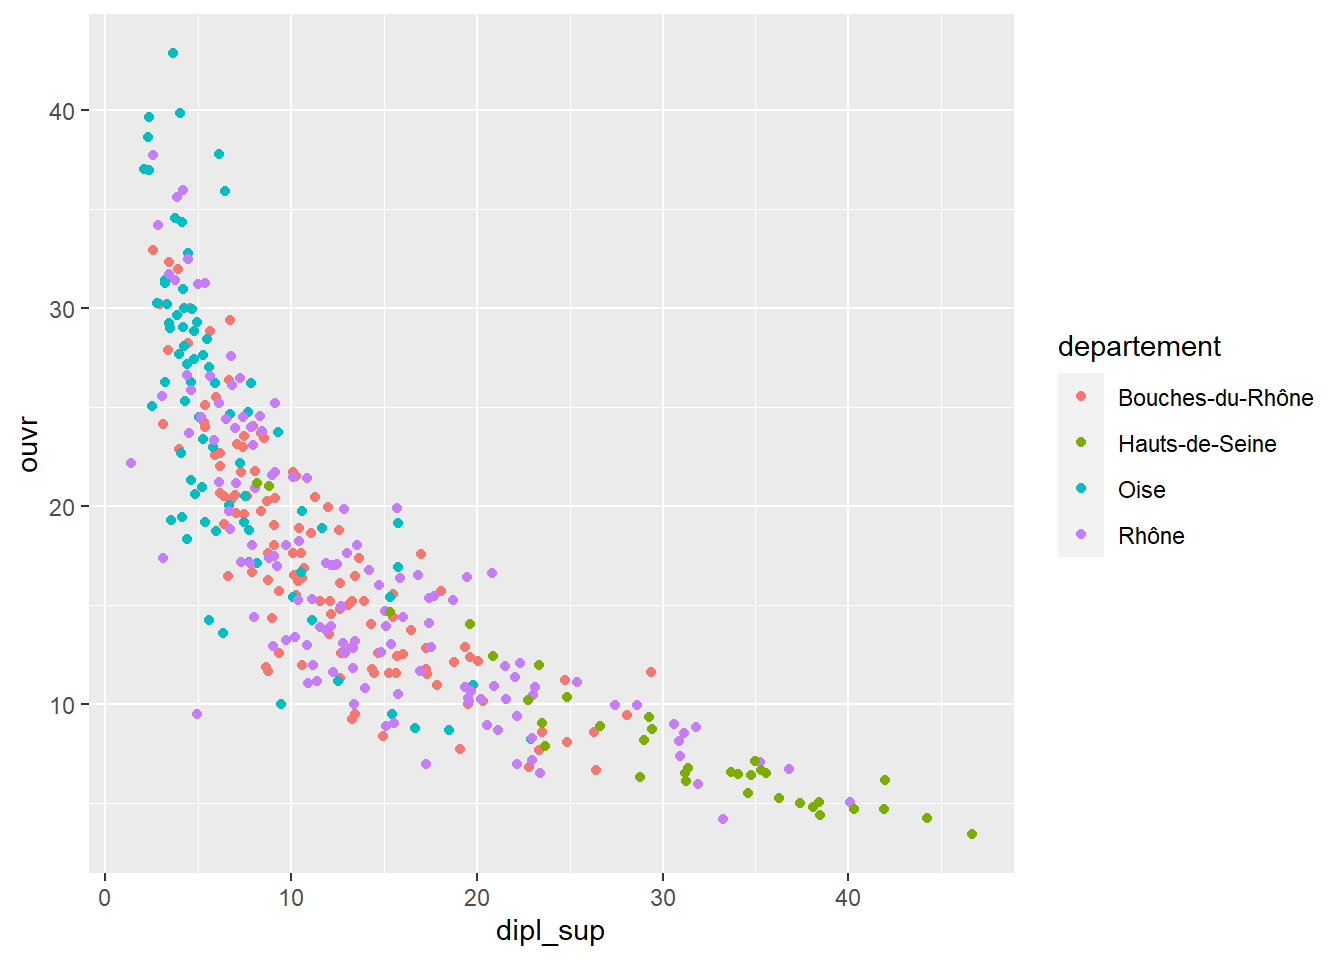 40
30
20
10
ouvr
0 10 20 30 40
dipl_sup
departement
Bouches-du-Rhône
Hauts-de-Seine
Oise
Rhône